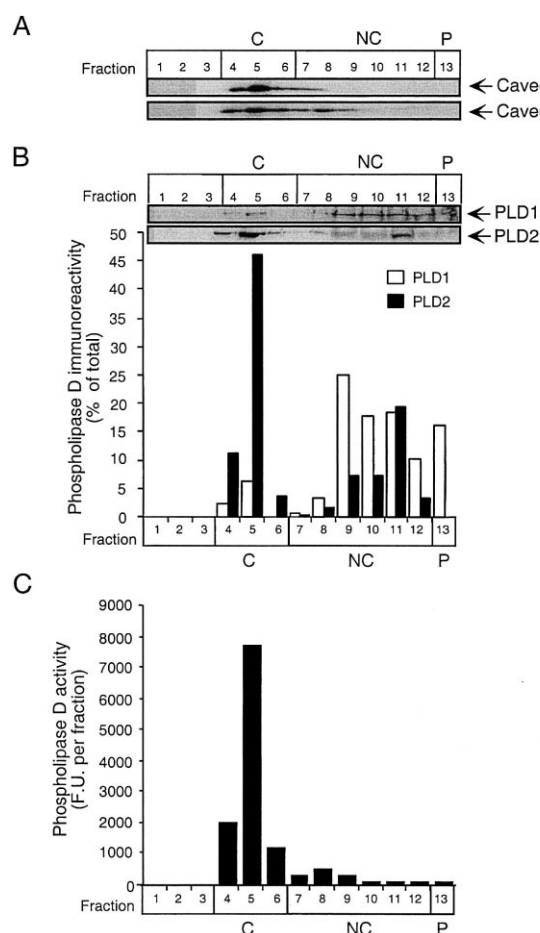 A
C NC P
Fraction 1 2 3 4 5 6 7 8 9 10 11 12 13
Cave
Cave
B
C NC P
Fraction 1 2 3 4 5 6 7 8 9 10 11 12 13
PLD1
PLD2
50
45
40
35
30
25
20
15
10
5
0
Phospholipase D immunoreactivity
(% of total)
PLD1
PLD2
Fraction 1 2 3 4 5 6 7 8 9 10 11 12 13
C NC P
C
9000
8000
7000
6000
5000
4000
3000
2000
1000
0
Phospholipase D activity
(F.U. per fraction)
Fraction 1 2 3 4 5 6 7 8 9 10 11 12 13
C NC P